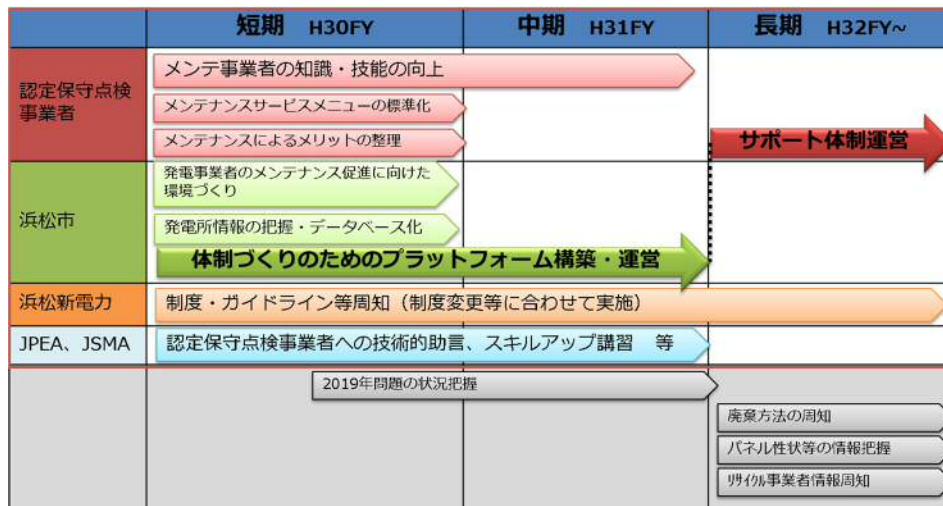 短期 H30FY
中期 H31FY
長期 H32FY~
認定保守点検
事業者
メンテ事業者の知識・技能の向上
メンテナンスサービスメニューの標準化
メンテナンスによるメリットの整理
サポート体制運営
浜松市
発電事業者のメンテナンス促進に向けた
環境づくり
発電所情報の把握・データベース化
体制づくりのためのプラットフォーム構築・運営
浜松新電力
制度・ガイドライン等周知（制度変更等に合わせて実施）
JPEA、JSMA
認定保守点検事業者への技術的助言、スキルアップ講習　等
2019年問題の状況把握
廃棄方法の周知
パネル性状等の情報把握
ﾘｻｲｸﾙ事業者情報周知